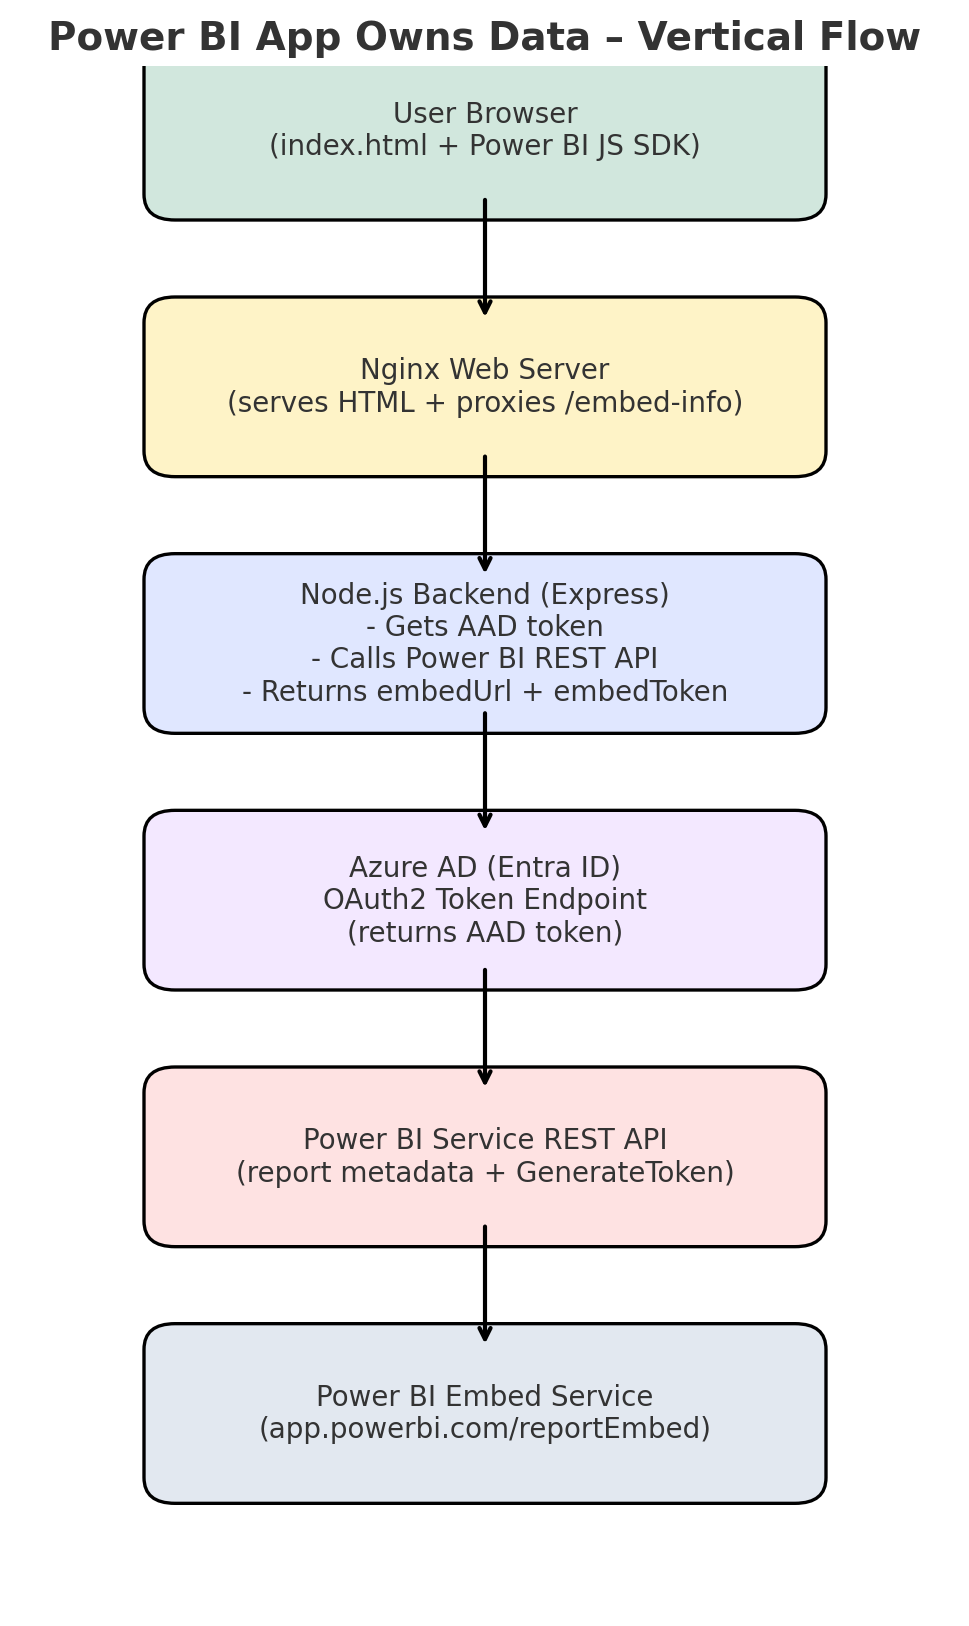 Power BI App Owns Data – Vertical Flow
User Browser
(index.html + Power BI JS SDK)
Nginx Web Server
(serves HTML + proxies /embed-info)
Node.js Backend (Express)
- Gets AAD token
- Calls Power BI REST API
- Returns embedUrl + embedToken
Azure AD (Entra ID)
OAuth2 Token Endpoint
(returns AAD token)
Power BI Service REST API
(report metadata + GenerateToken)
Power BI Embed Service
(app.powerbi.com/reportEmbed)